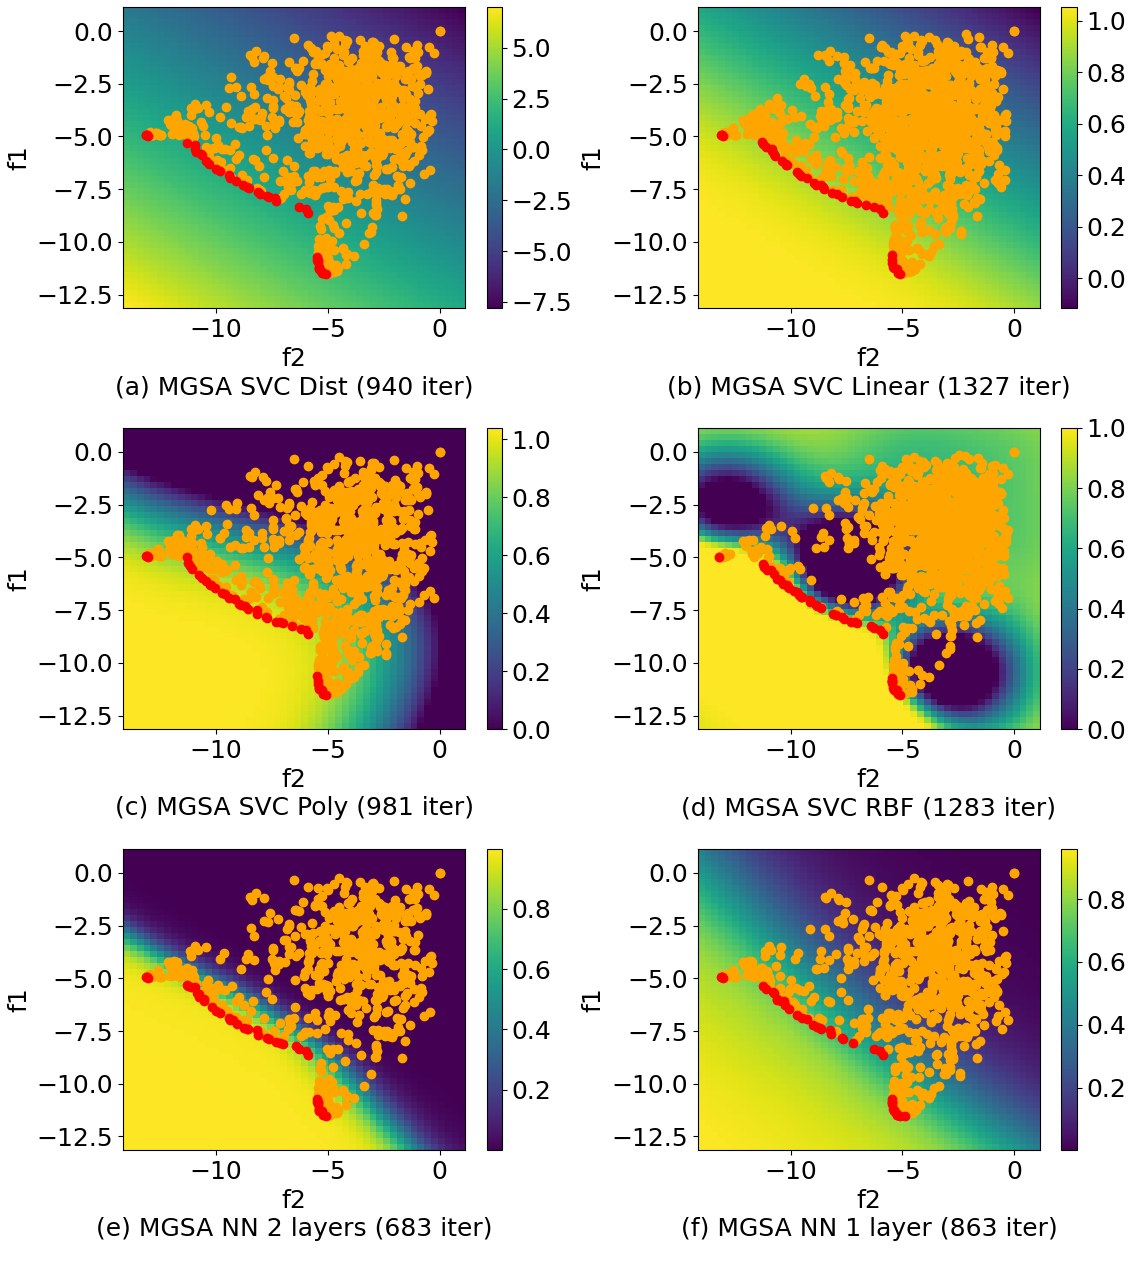 0.0
−2.5
−5.0
−7.5
−10.0
−12.5
f1
−10 −5 0
f2
5.0
2.5
0.0
−2.5
−5.0
−7.5
(a) MGSA SVC Dist (940 iter)
0.0
−2.5
−5.0
−7.5
−10.0
−12.5
f1
−10 −5 0
f2
1.0
0.8
0.6
0.4
0.2
0.0
(b) MGSA SVC Linear (1327 iter)
0.0
−2.5
−5.0
−7.5
−10.0
−12.5
f1
−10 −5 0
f2
1.0
0.8
0.6
0.4
0.2
0.0
(c) MGSA SVC Poly (981 iter)
0.0
−2.5
−5.0
−7.5
−10.0
−12.5
f1
−10 −5 0
f2
1.0
0.8
0.6
0.4
0.2
0.0
(d) MGSA SVC RBF (1283 iter)
0.0
−2.5
−5.0
−7.5
−10.0
−12.5
f1
−10 −5 0
f2
0.8
0.6
0.4
0.2
(e) MGSA NN 2 layers (683 iter)
0.0
−2.5
−5.0
−7.5
−10.0
−12.5
f1
−10 −5 0
f2
0.8
0.6
0.4
0.2
(f) MGSA NN 1 layer (863 iter)